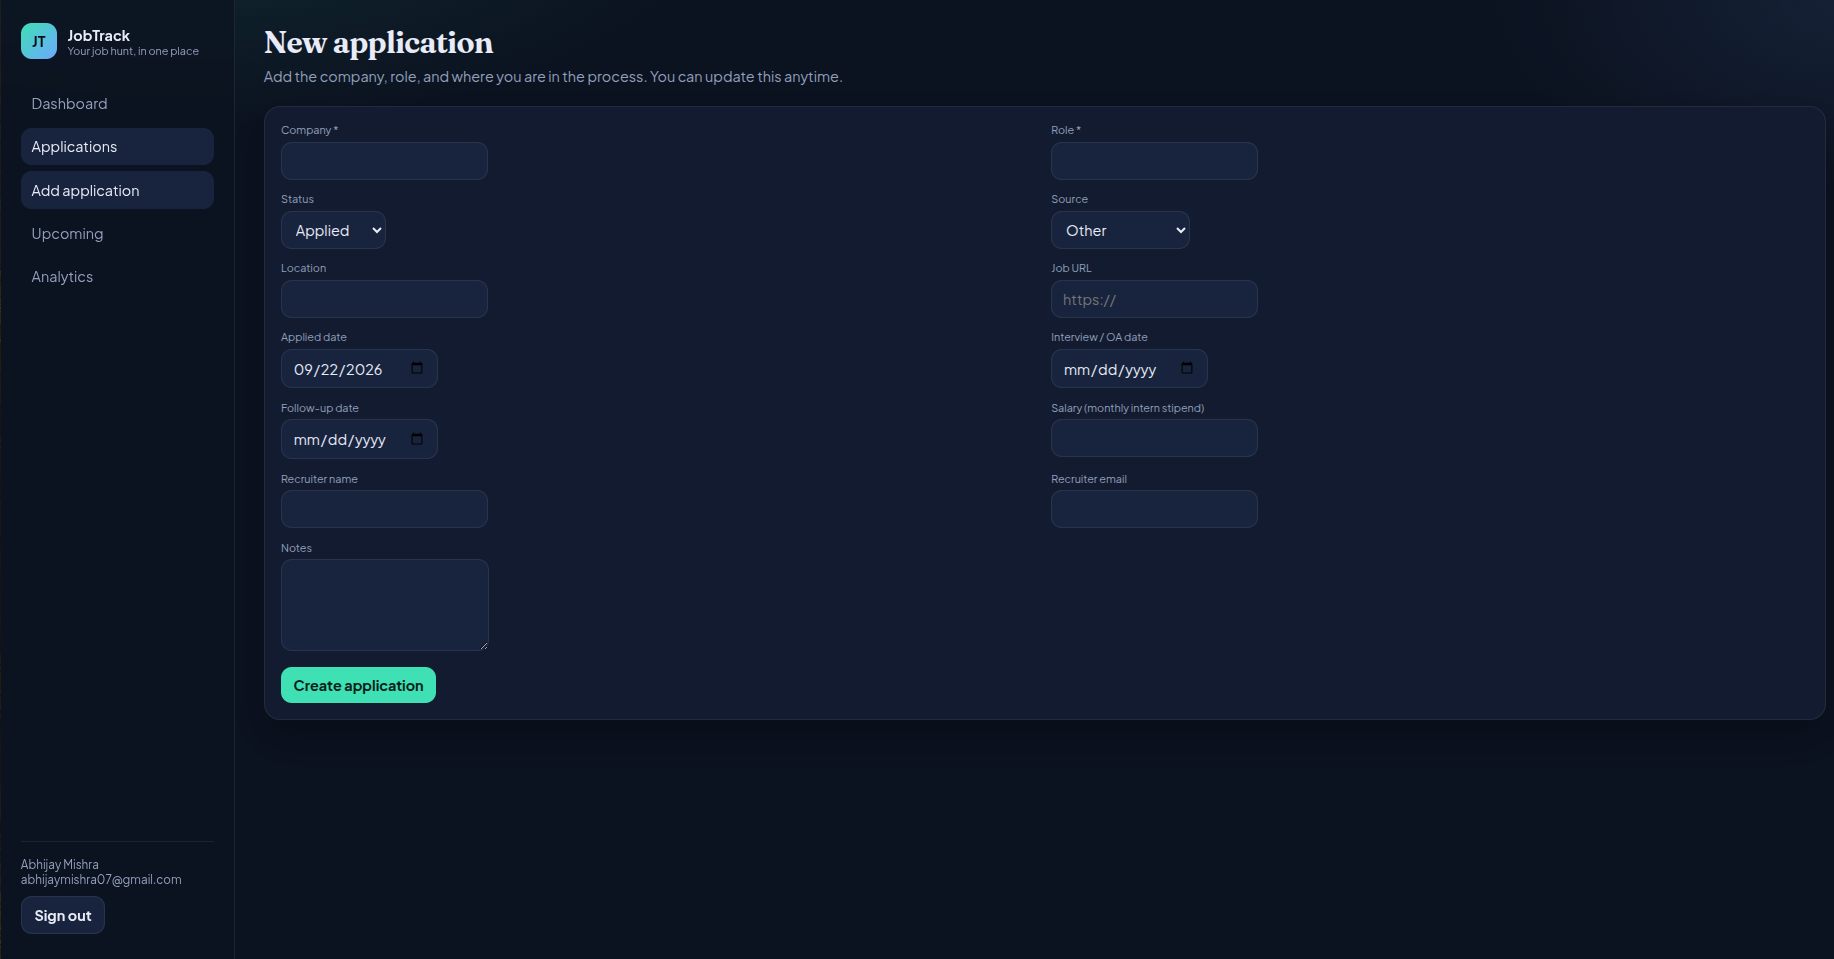 JT
JobTrack
Your job hunt, in one place
Dashboard
Applications
Add application
Upcoming
Analytics
Abhijay Mishra
abhijaymishra07@gmail.com
Sign out
New application
Add the company, role, and where you are in the process. You can update this anytime.
Company *
Role *
Status
Applied
Source
Other
Location
Job URL
https://
Applied date
09/22/2026
Interview / OA date
mm/dd/yyyy
Follow-up date
mm/dd/yyyy
Salary (monthly intern stipend)
Recruiter name
Recruiter email
Notes
Create application